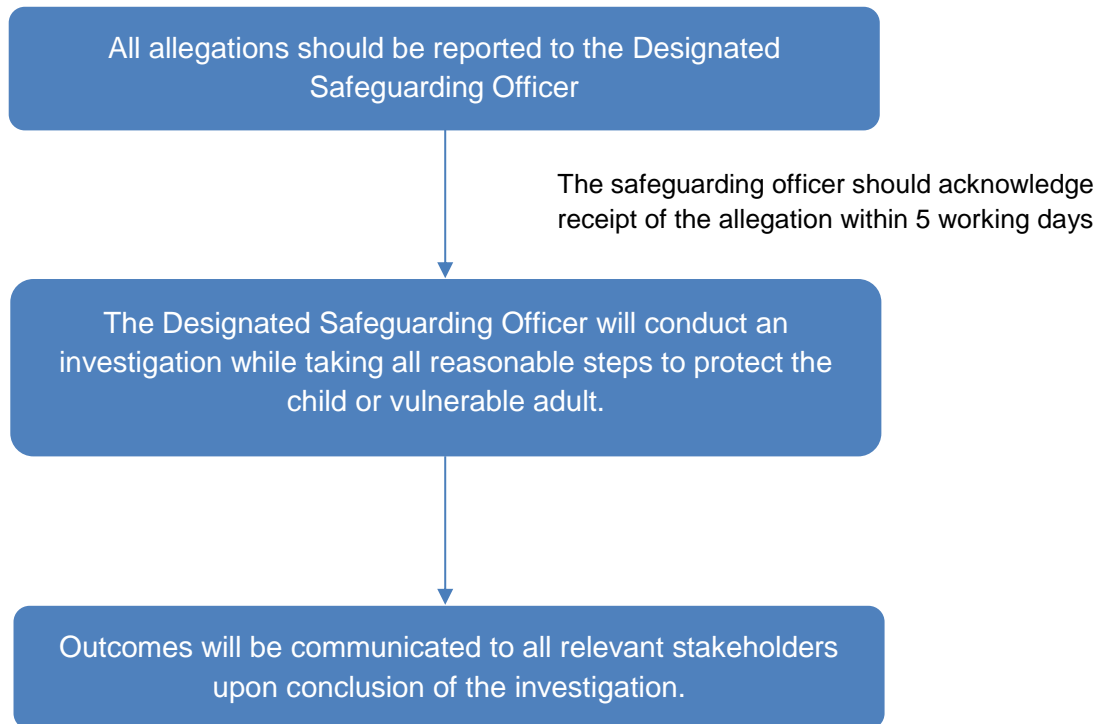 All allegations should be reported to the Designated
Safeguarding Officer
The safeguarding officer should acknowledge
receipt of the allegation within 5 working days
The Designated Safeguarding Officer will conduct an
investigation while taking all reasonable steps to protect the
child or vulnerable adult.
Outcomes will be communicated to all relevant stakeholders
upon conclusion of the investigation.